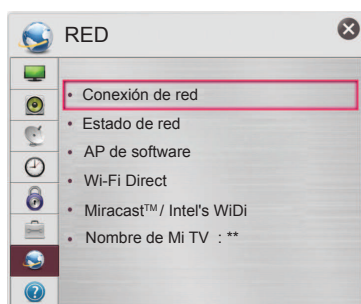 RED
• Conexión de red
• Estado de red
• AP de software
• Wi-Fi Direct
• Miracast™ / Intel's WiDi
• Nombre de Mi TV : **